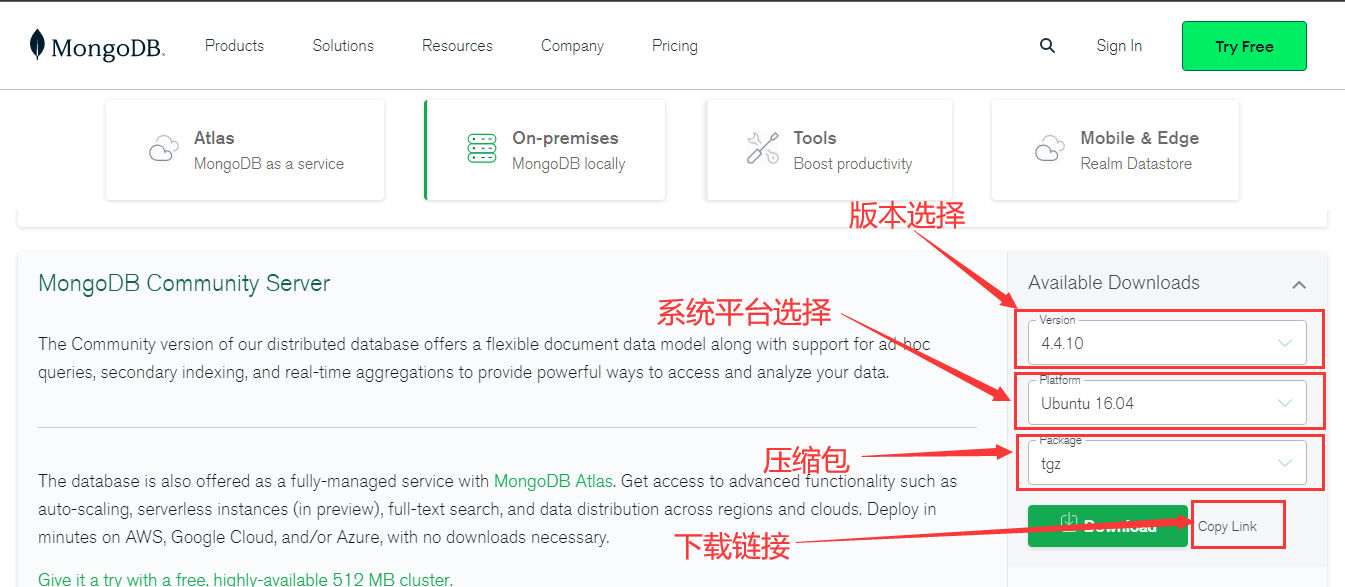 MongoDB. Products Solutions Resources Company Pricing Sign In Try Free
Atlas
MongoDB as a service
On-premises
MongoDB locally
Tools
Boost productivity
Mobile & Edge
Realm Datastore
版本选择
MongoDB Community Server
Available Downloads
系统平台选择
Version
4.4.10
The Community version of our distributed database offers a flexible document data model along with support for ad-hoc
queries, secondary indexing, and real-time aggregations to provide powerful ways to access and analyze your data.
Platform
Ubuntu 16.04
压缩包
Package
tgz
The database is also offered as a fully-managed service with MongoDB Atlas. Get access to advanced functionality such as
auto-scaling, serverless instances (in preview), full-text search, and data distribution across regions and clouds. Deploy in
minutes on AWS, Google Cloud, and/or Azure, with no downloads necessary.
下载链接
Download
Copy Link
Give it a try with a free, highly-available 512 MB cluster.